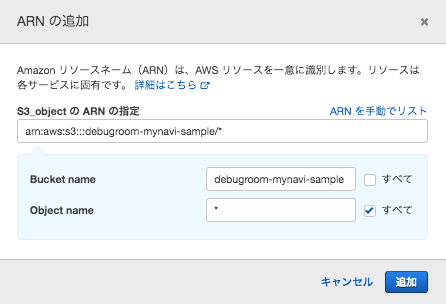 ARN の追加
×
Amazon リソースネーム（ARN）は、AWS リソースを一意に識別します。リソースは
各サービスに固有です。 詳細はこちら
S3_object の ARN の指定 ARN を手動でリスト
arn:aws:s3:::debugroom-mynavi-sample/*
Bucket name debugroom-mynavi-sample すべて
Object name * すべて
キャンセル 追加